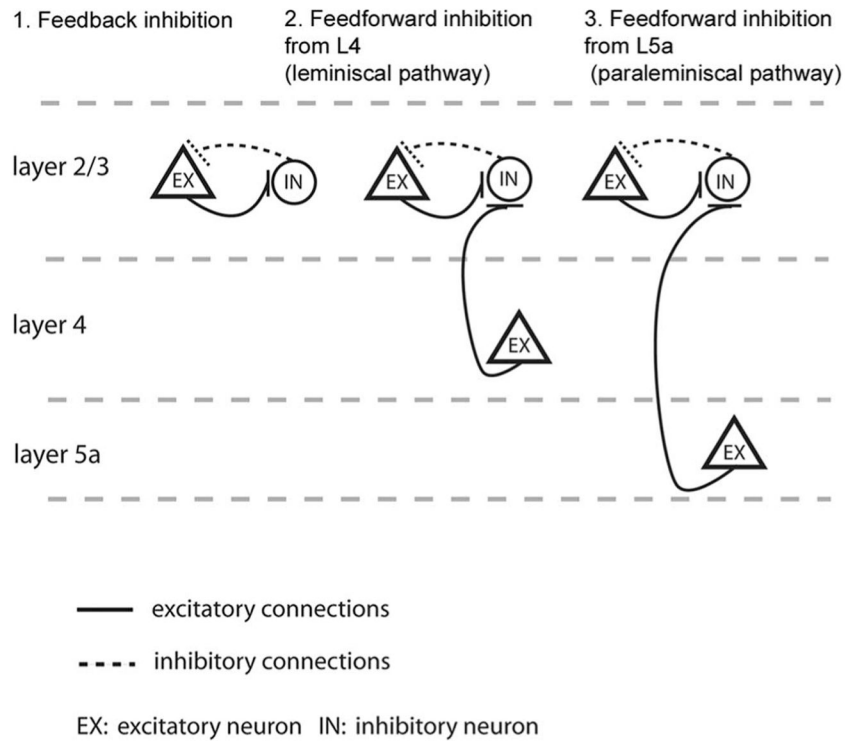 1. Feedback inhibition
2. Feedforward inhibition
from L4
(leminiscal pathway)
3. Feedforward inhibition
from L5a
(paraleminiscal pathway)
layer 2/3
EX
IN
EX
IN
EX
IN
layer 4
EX
layer 5a
EX
excitatory connections
inhibitory connections
EX: excitatory neuron IN: inhibitory neuron